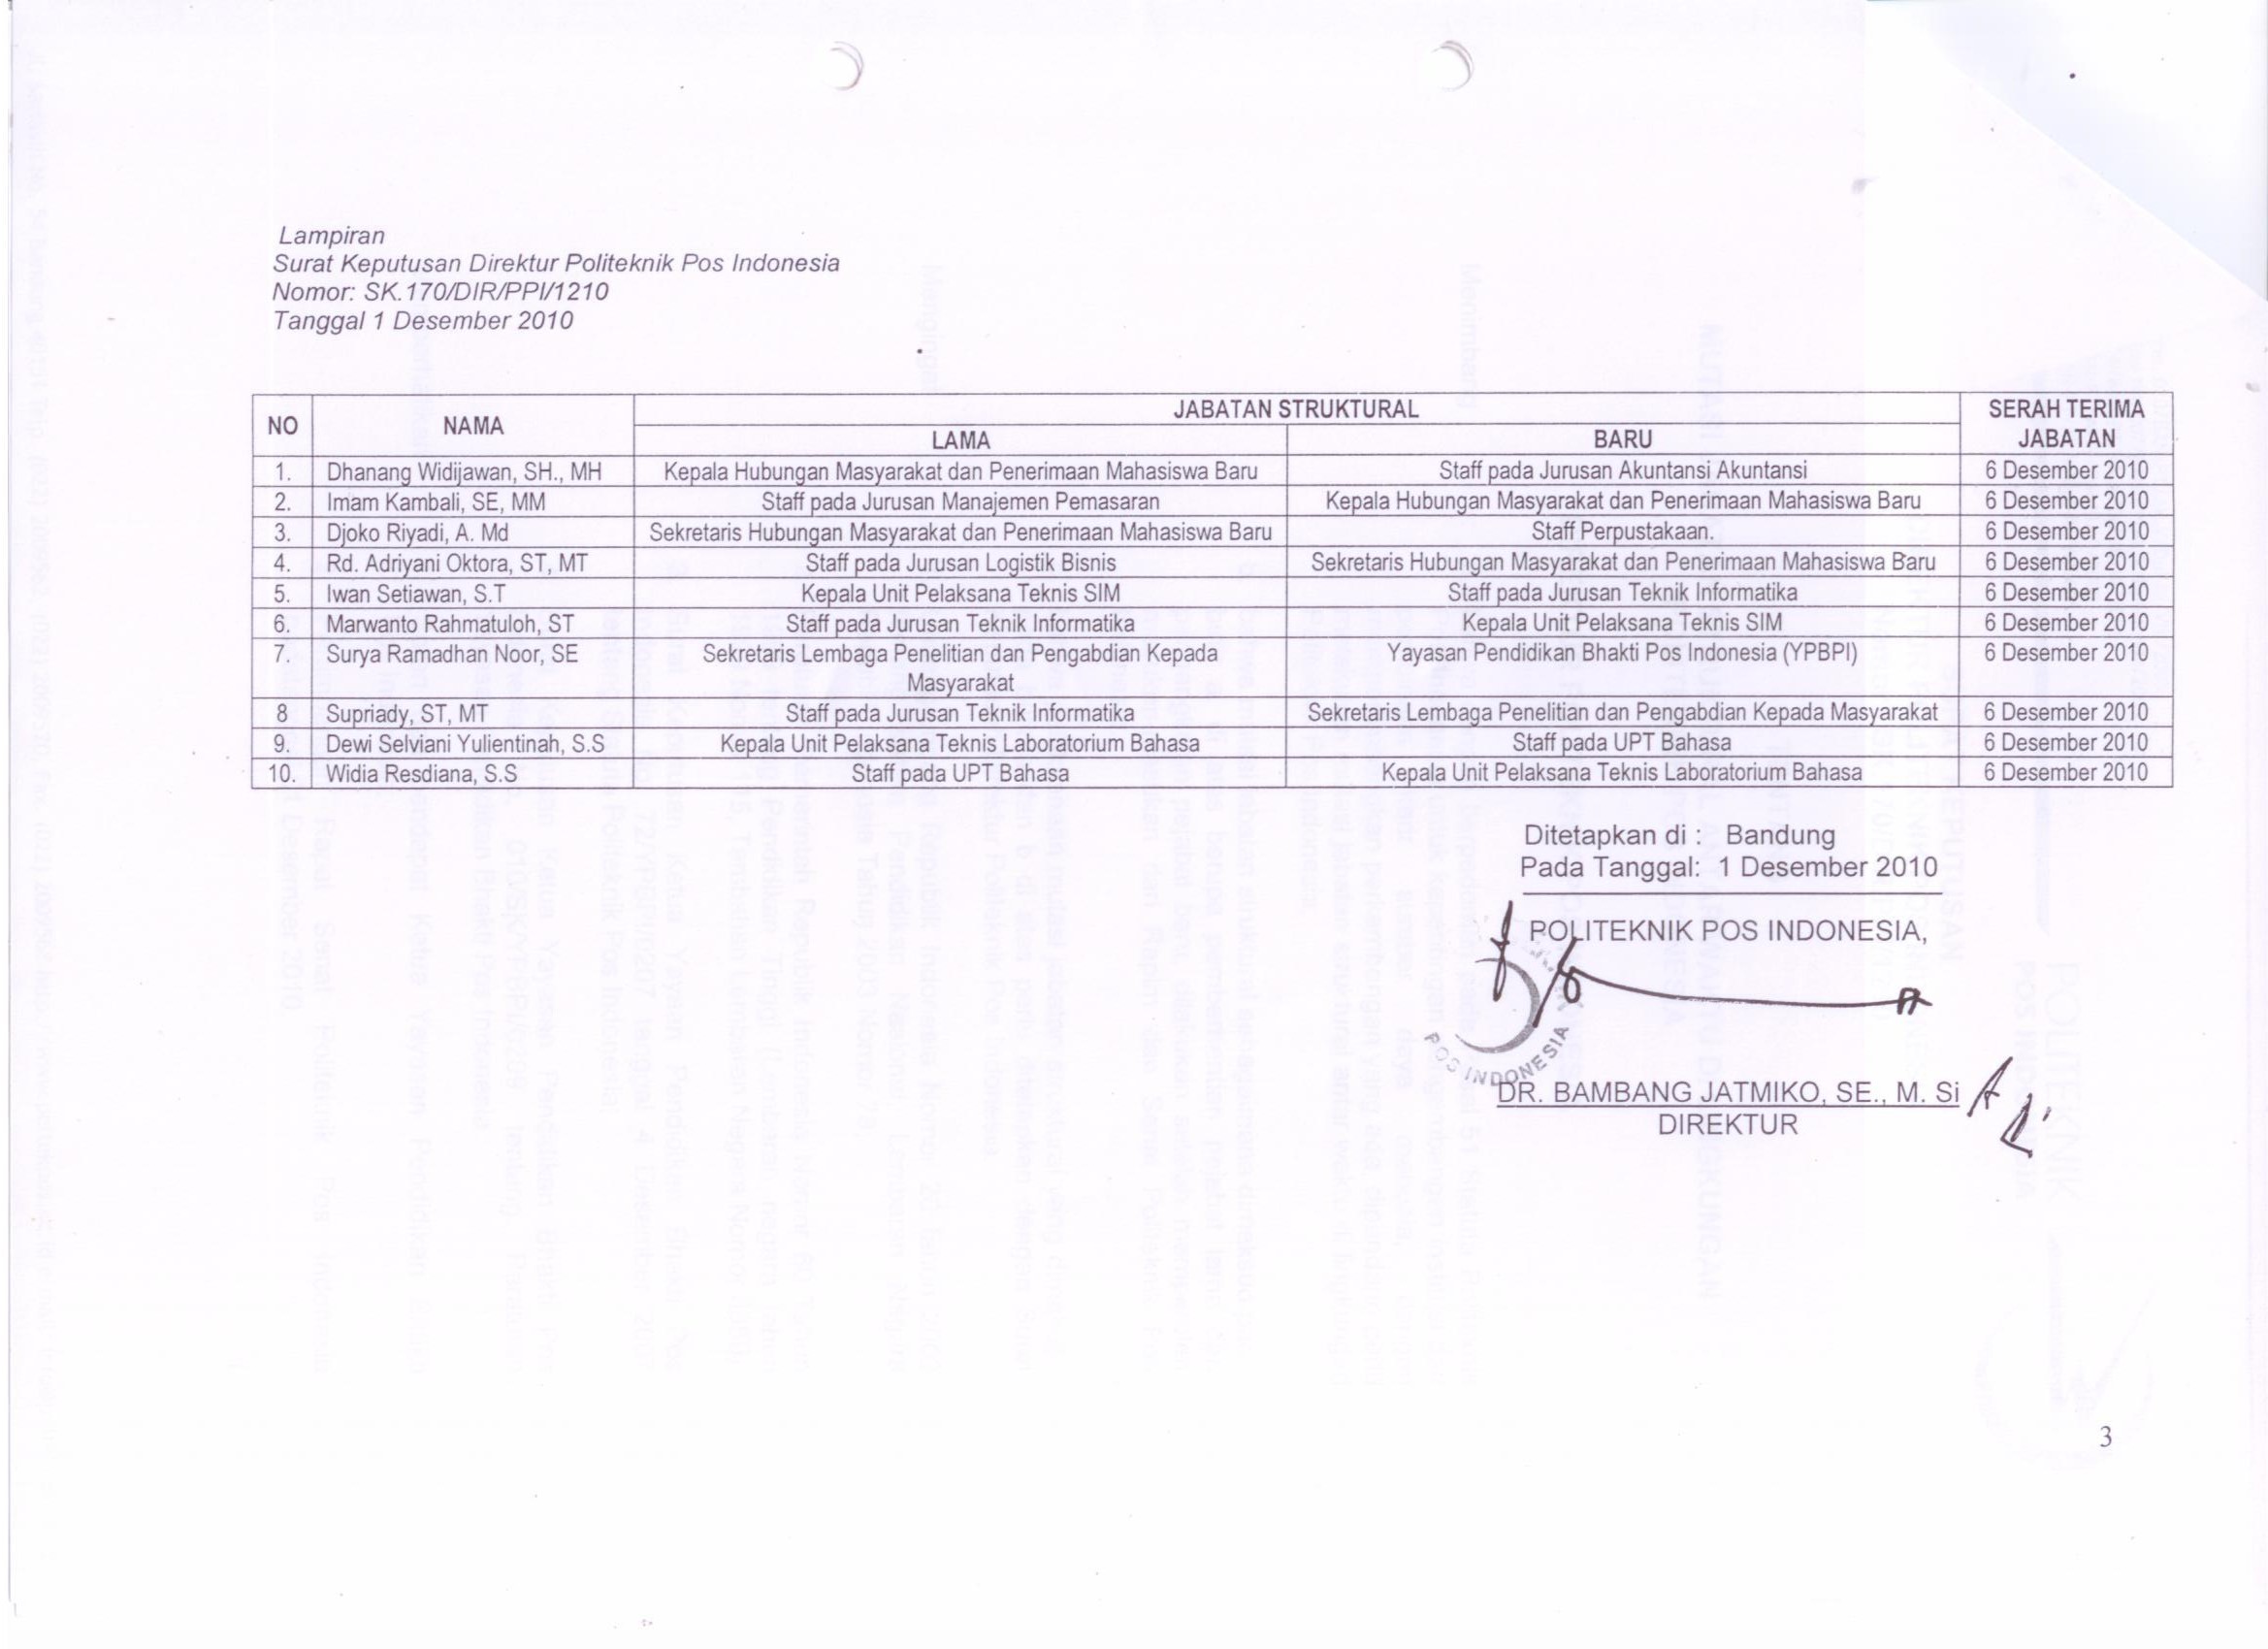 Lampiran
Surat Keputusan Direktur Politeknik Pos Indonesia
Nomor: SK.170/DIR/PPI/1210
Tanggal 1 Desember 2010
NO NAMA JABATAN STRUKTURAL SERAH TERIMA JABATAN
LAMA BARU
1. Dhanang Widijawan, SH., MH Kepala Hubungan Masyarakat dan Penerimaan Mahasiswa Baru Staff pada Jurusan Akuntansi Akuntansi 6 Desember 2010
2. Imam Kambali, SE, MM Staff pada Jurusan Manajemen Pemasaran Kepala Hubungan Masyarakat dan Penerimaan Mahasiswa Baru 6 Desember 2010
3. Djoko Riyadi, A. Md Sekretaris Hubungan Masyarakat dan Penerimaan Mahasiswa Baru Staff Perpustakaan. 6 Desember 2010
4. Rd. Adriyani Oktora, ST, MT Staff pada Jurusan Logistik Bisnis Sekretaris Hubungan Masyarakat dan Penerimaan Mahasiswa Baru 6 Desember 2010
5. Iwan Setiawan, S.T Kepala Unit Pelaksana Teknis SIM Staff pada Jurusan Teknik Informatika 6 Desember 2010
6. Marwanto Rahmatuloh, ST Staff pada Jurusan Teknik Informatika Kepala Unit Pelaksana Teknis SIM 6 Desember 2010
7. Surya Ramadhan Noor, SE Sekretaris Lembaga Penelitian dan Pengabdian Kepada Masyarakat Yayasan Pendidikan Bhakti Pos Indonesia (YPBPI) 6 Desember 2010
8 Supriady, ST, MT Staff pada Jurusan Teknik Informatika Sekretaris Lembaga Penelitian dan Pengabdian Kepada Masyarakat 6 Desember 2010
9. Dewi Selviani Yulientinah, S.S Kepala Unit Pelaksana Teknis Laboratorium Bahasa Staff pada UPT Bahasa 6 Desember 2010
10. Widia Resdiana, S.S Staff pada UPT Bahasa Kepala Unit Pelaksana Teknis Laboratorium Bahasa 6 Desember 2010
Ditetapkan di : Bandung
Pada Tanggal: 1 Desember 2010
POLITEKNIK POS INDONESIA,
POS INDONESIA
DR. BAMBANG JATMIKO, SE., M. Si
DIREKTUR
3